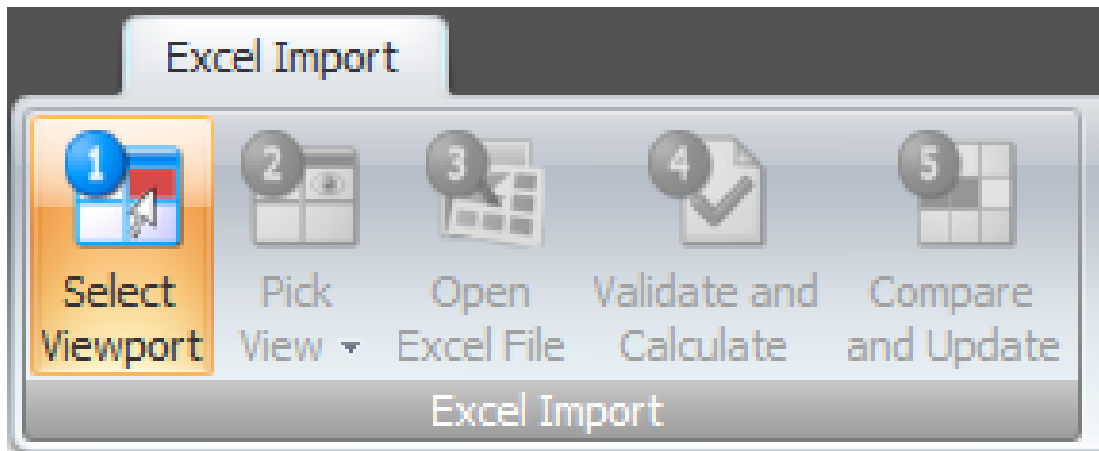 Excel Import
1 2 3 4 5
Select Pick Open Validate and Compare
Viewport View Excel File Calculate and Update
Excel Import